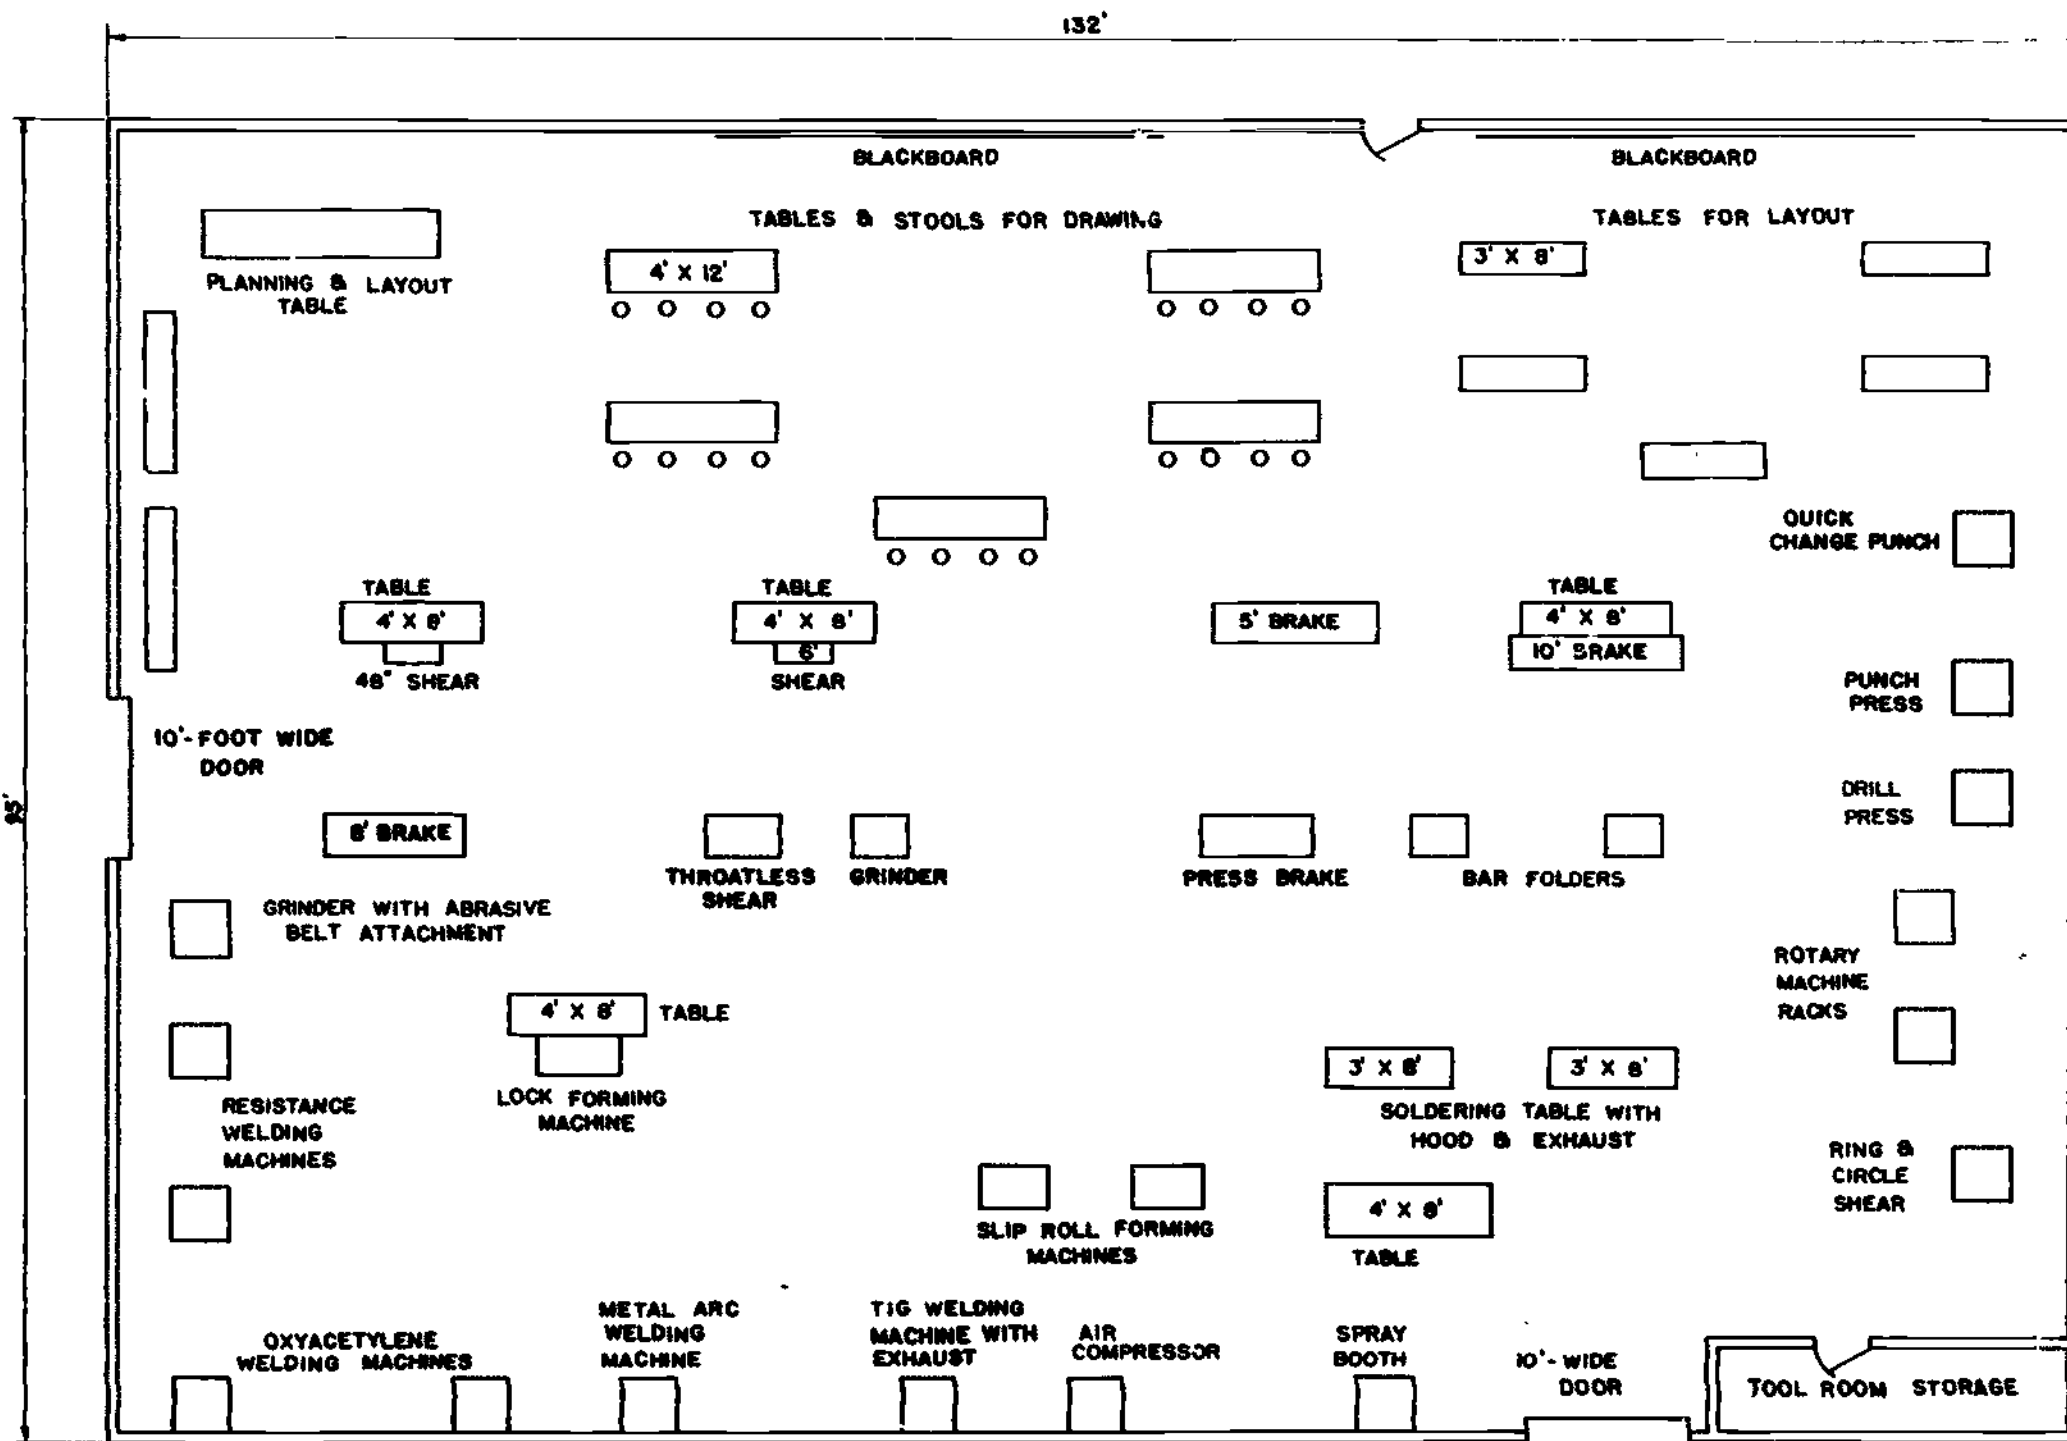 132'
BLACKBOARD
BLACKBOARD
TABLES & STOOLS FOR DRAWING
TABLES FOR LAYOUT
4' X 12'
3' X 8'
PLANNING & LAYOUT
TABLE
QUICK
CHANGE PUNCH
TABLE
4' X 8'
48" SHEAR
TABLE
4' X 8'
6'
SHEAR
5' BRAKE
TABLE
4' X 8'
10' BRAKE
PUNCH
PRESS
10'-FOOT WIDE
DOOR
DRILL
PRESS
8' BRAKE
THROATLESS
SHEAR
GRINDER
PRESS BRAKE
BAR FOLDERS
GRINDER WITH ABRASIVE
BELT ATTACHMENT
ROTARY
MACHINE
RACKS
4' X 8'
TABLE
LOCK FORMING
MACHINE
3' X 8'
3' X 8'
SOLDERING TABLE WITH
HOOD & EXHAUST
RESISTANCE
WELDING
MACHINES
RING &
CIRCLE
SHEAR
SLIP ROLL FORMING
MACHINES
4' X 8'
TABLE
OXYACETYLENE
WELDING MACHINES
METAL ARC
WELDING
MACHINE
TIG WELDING
MACHINE WITH
EXHAUST
AIR
COMPRESSOR
SPRAY
BOOTH
10'-WIDE
DOOR
TOOL ROOM STORAGE